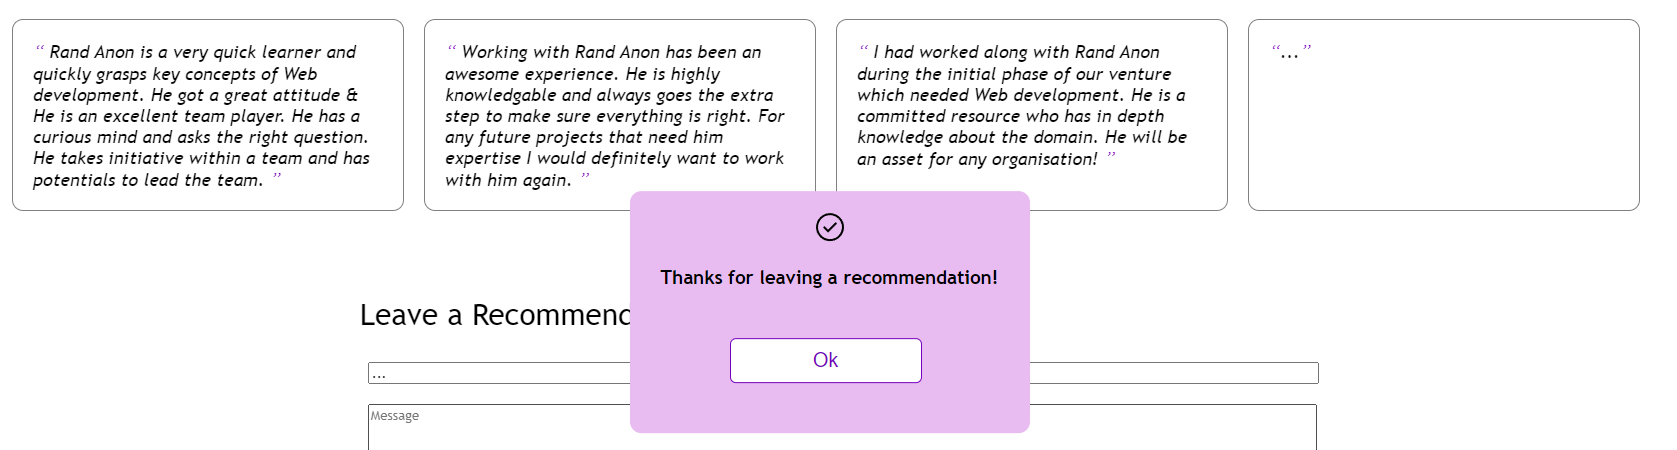 “ Rand Anon is a very quick learner and
quickly grasps key concepts of Web
development. He got a great attitude &
He is an excellent team player. He has a
curious mind and asks the right question.
He takes initiative within a team and has
potentials to lead the team. ”
“ Working with Rand Anon has been an
awesome experience. He is highly
knowledgable and always goes the extra
step to make sure everything is right. For
any future projects that need him
expertise I would definitely want to work
with him again. ”
“ I had worked along with Rand Anon
during the initial phase of our venture
which needed Web development. He is a
committed resource who has in depth
knowledge about the domain. He will be
an asset for any organisation! ”
“...”
Thanks for leaving a recommendation!
Ok
Leave a Recommend
...
Message